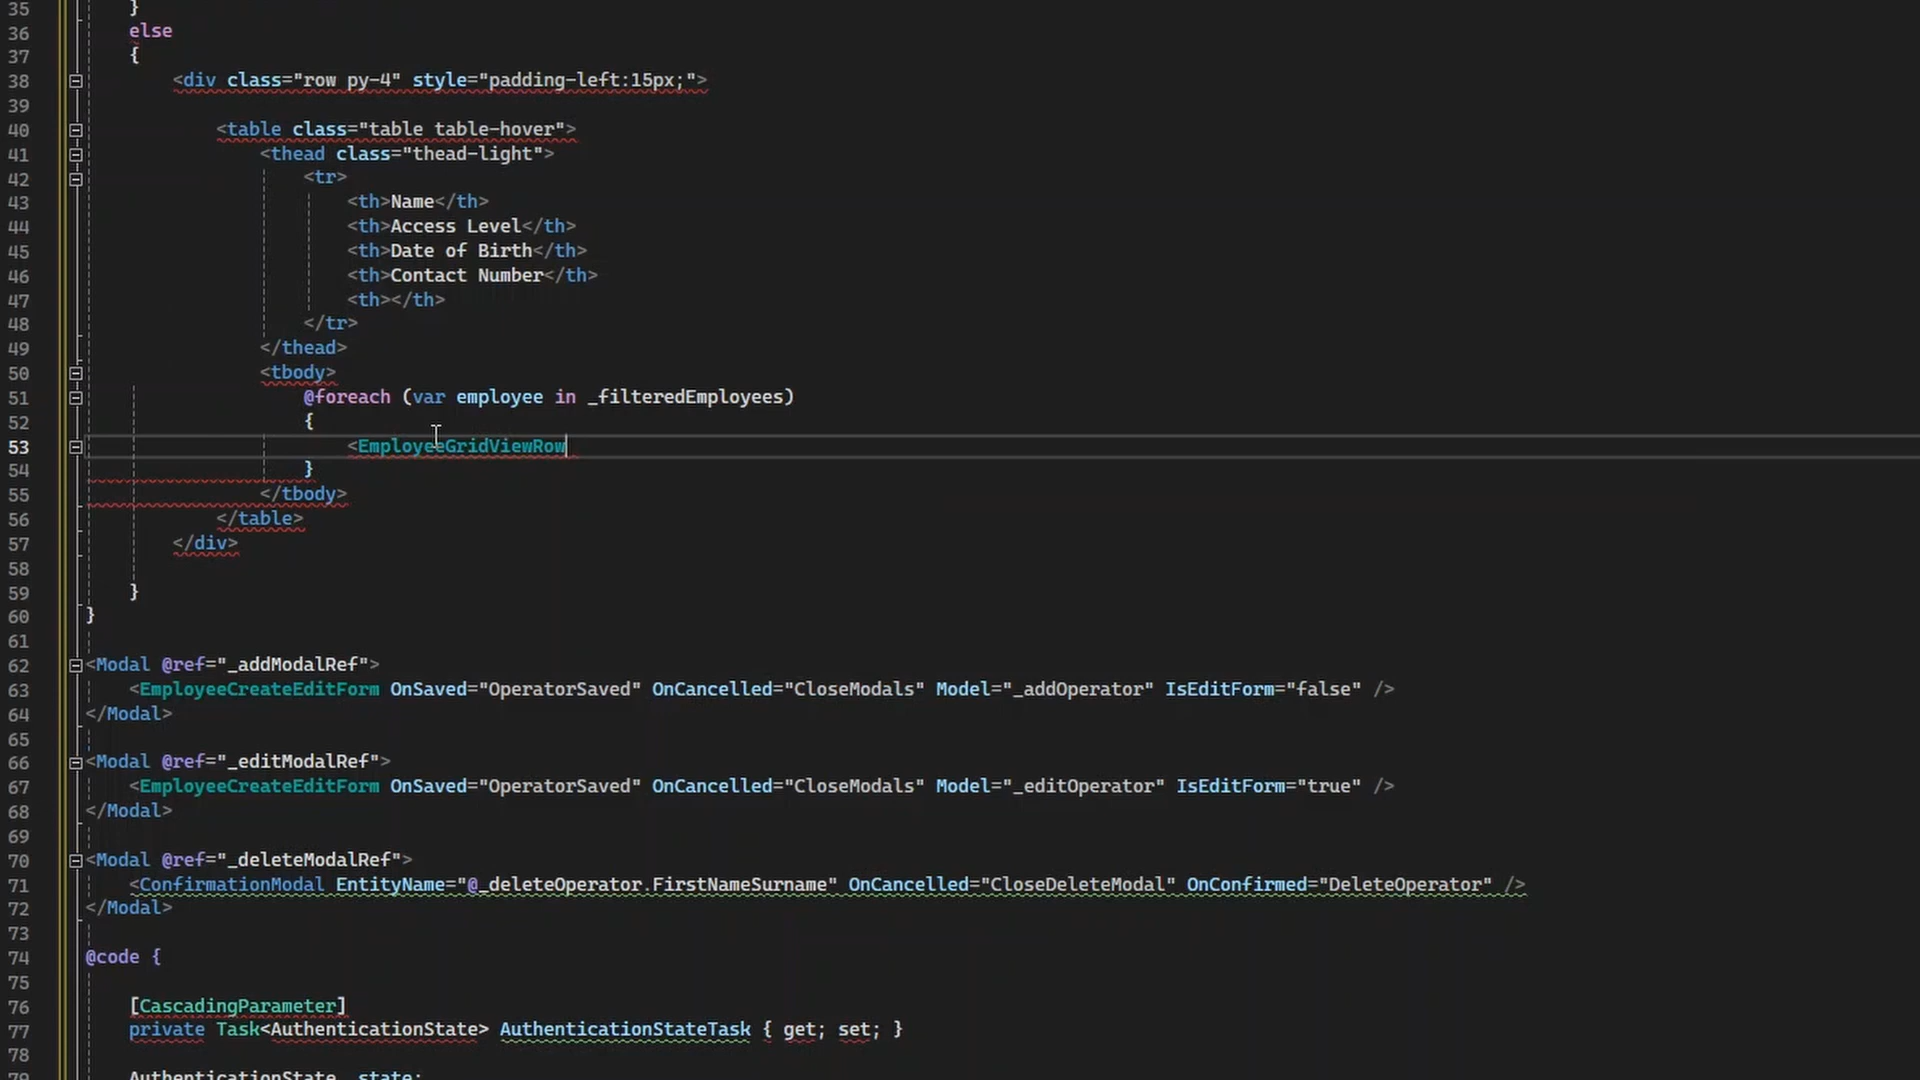 35 }
36 else
37 {
38 <div class="row py-4" style="padding-left:15px;">
39
40 <table class="table table-hover">
41 <thead class="thead-light">
42 <tr>
43 <th>Name</th>
44 <th>Access Level</th>
45 <th>Date of Birth</th>
46 <th>Contact Number</th>
47 <th></th>
48 </tr>
49 </thead>
50 <tbody>
51 @foreach (var employee in _filteredEmployees)
52 {
53 <EmployeeGridViewRow
54 }
55 </tbody>
56 </table>
57 </div>
58
59 }
60 }
61
62 <Modal @ref="_addModalRef">
63 <EmployeeCreateEditForm OnSaved="OperatorSaved" OnCancelled="CloseModals" Model="_addOperator" IsEditForm="false" />
64 </Modal>
65
66 <Modal @ref="_editModalRef">
67 <EmployeeCreateEditForm OnSaved="OperatorSaved" OnCancelled="CloseModals" Model="_editOperator" IsEditForm="true" />
68 </Modal>
69
70 <Modal @ref="_deleteModalRef">
71 <ConfirmationModal EntityName="@_deleteOperator.FirstNameSurname" OnCancelled="CloseDeleteModal" OnConfirmed="DeleteOperator" />
72 </Modal>
73
74 @code {
75
76 [CascadingParameter]
77 private Task<AuthenticationState> AuthenticationStateTask { get; set; }
78
79 AuthenticationState _state;